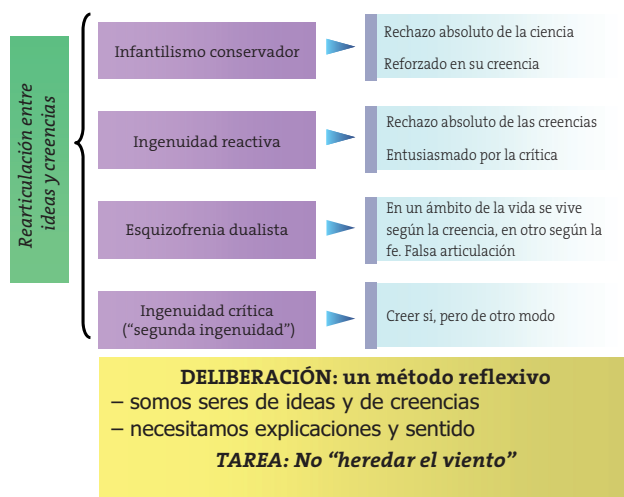 Rearticulación entre
ideas y creencias
Infantilismo conservador
Rechazo absoluto de la ciencia
Reforzado en su creencia
Ingenuidad reactiva
Rechazo absoluto de las creencias
Entusiasmado por la crítica
Esquizofrenia dualista
En un ámbito de la vida se vive
según la creencia, en otro según la
fe. Falsa articulación
Ingenuidad crítica
(“segunda ingenuidad”)
Creer sí, pero de otro modo
DELIBERACIÓN: un método reflexivo
– somos seres de ideas y de creencias
– necesitamos explicaciones y sentido
TAREA: No “heredar el viento”